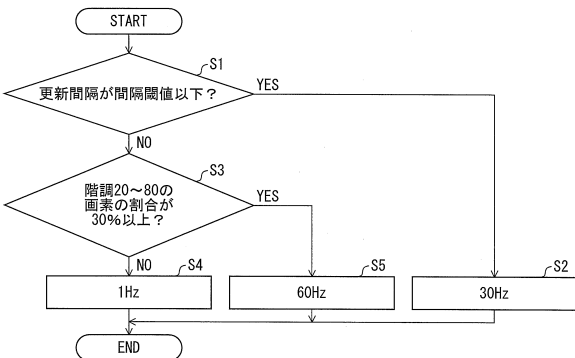 START
S1
更新間隔が間隔閾値以下？
YES
NO
S3
階調20～80の
画素の割合が
30%以上？
YES
NO
S4
1Hz
S5
60Hz
S2
30Hz
END